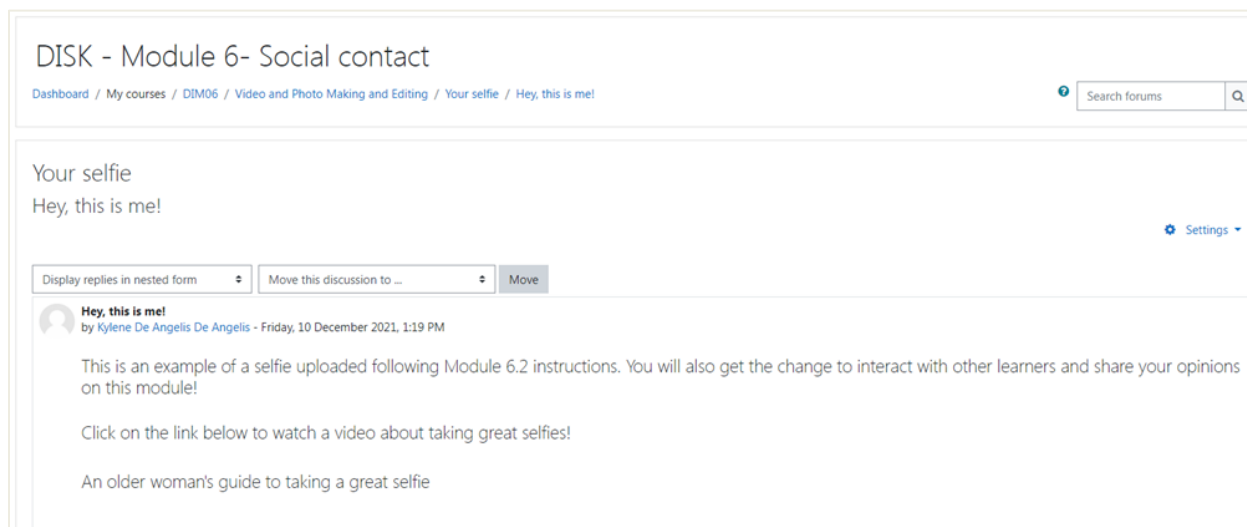 DISK - Module 6- Social contact
Dashboard / My courses / DIM06 / Video and Photo Making and Editing / Your selfie / Hey, this is me!
Search forums
Your selfie
Hey, this is me!
Settings
Display replies in nested form
Move this discussion to ...
Move
Hey, this is me!
by Kylene De Angelis De Angelis - Friday, 10 December 2021, 1:19 PM
This is an example of a selfie uploaded following Module 6.2 instructions. You will also get the change to interact with other learners and share your opinions
on this module!
Click on the link below to watch a video about taking great selfies!
An older woman's guide to taking a great selfie